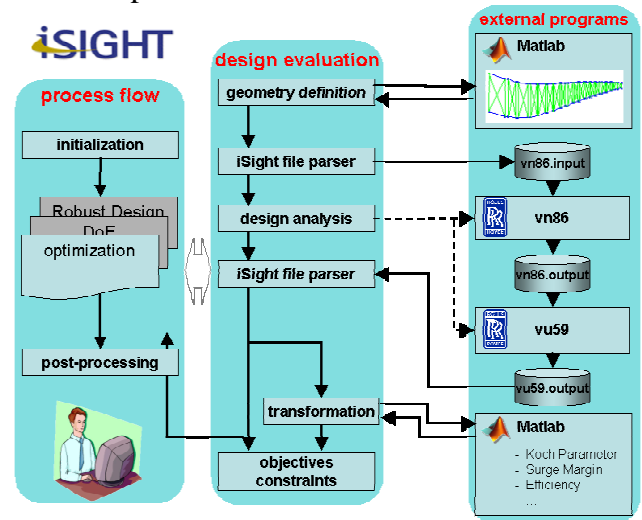 iSIGHT
process flow
initialization
Robust Design
DoE
optimization
post-processing
design evaluation
geometry definition
iSight file parser
design analysis
iSight file parser
transformation
objectives
constraints
external programs
Matlab
vn86.input
vn86
vn86.output
vu59
vu59.output
Matlab
- Koch Parameter
- Surge Margin
- Efficiency
...